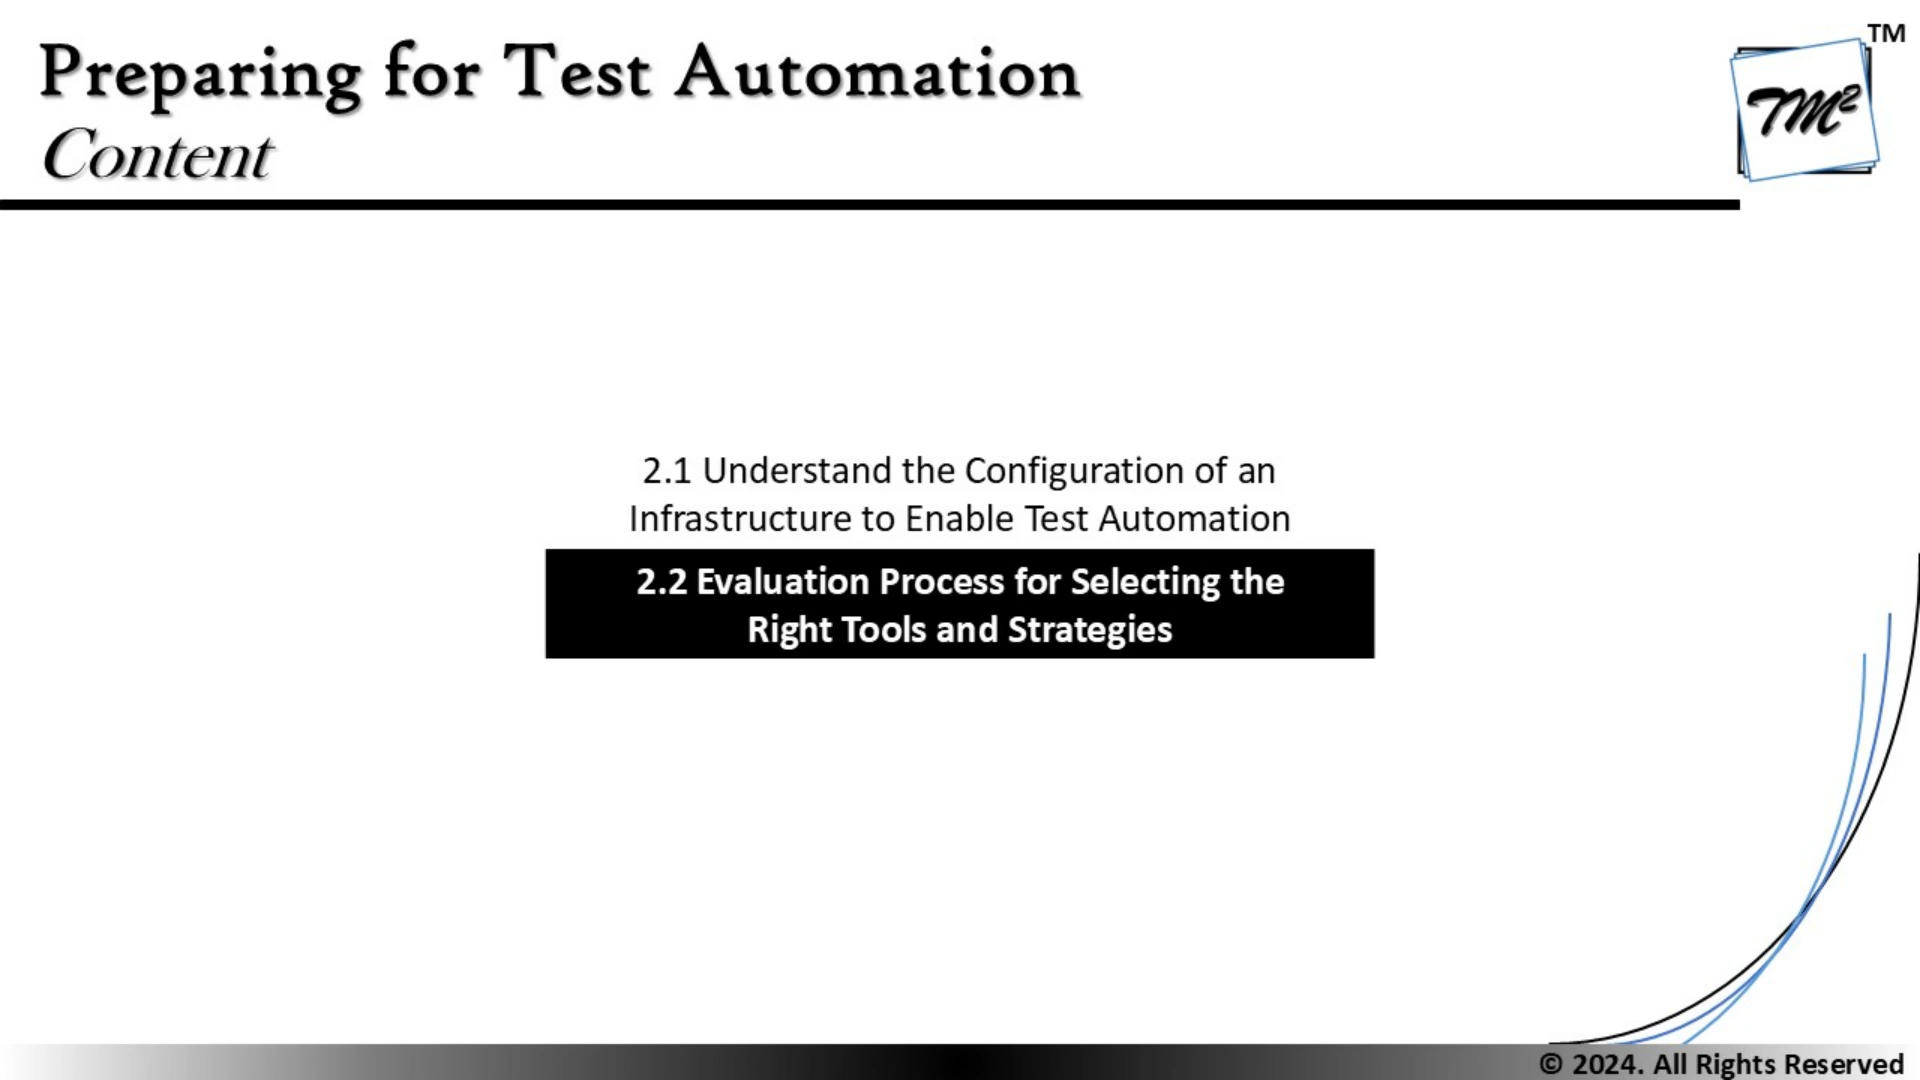 Preparing for Test Automation
Content
TM
TM²
2.1 Understand the Configuration of an
Infrastructure to Enable Test Automation
2.2 Evaluation Process for Selecting the
Right Tools and Strategies
© 2024. All Rights Reserved